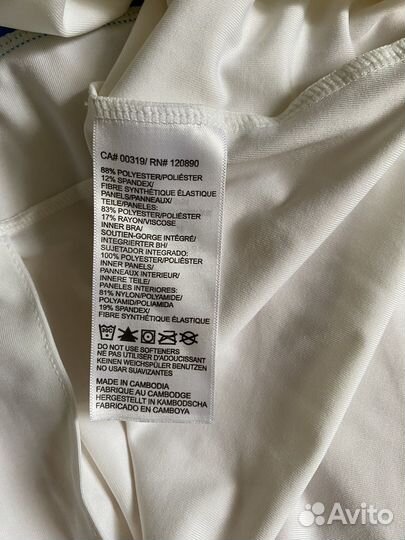 CA# 00319/ RN# 120890
88% POLYESTER/POLIÉSTER
12% SPANDEX/
FIBRE SYNTHÉTIQUE ÉLASTIQUE
PANELS/PANNEAUX/
TEILE/PANELES:
83% POLYESTER/POLIÉSTER
17% RAYON/VISCOSE
INNER BRA/
SOUTIEN-GORGE INTÉGRÉ/
INTEGRIERTER BH/
SUJETADOR INTEGRADO:
100% POLYESTER/POLIÉSTER
INNER PANELS/
PANNEAUX INTERIEUR/
INNERE TEILE/
PANELES INTERIORES:
81% NYLON/POLYAMIDE/
POLYAMID/POLIAMIDA
19% SPANDEX/
FIBRE SYNTHÉTIQUE ÉLASTIQUE
DO NOT USE SOFTENERS
NE PAS UTILISER D'ADOUCISSANT
KEINEN WEICHSPÜLER BENUTZEN
NO USAR SUAVIZANTES
MADE IN CAMBODIA
FABRIQUE AU CAMBODGE
HERGESTELLT IN KAMBODSCHA
FABRICADO EN CAMBOYA
Avito